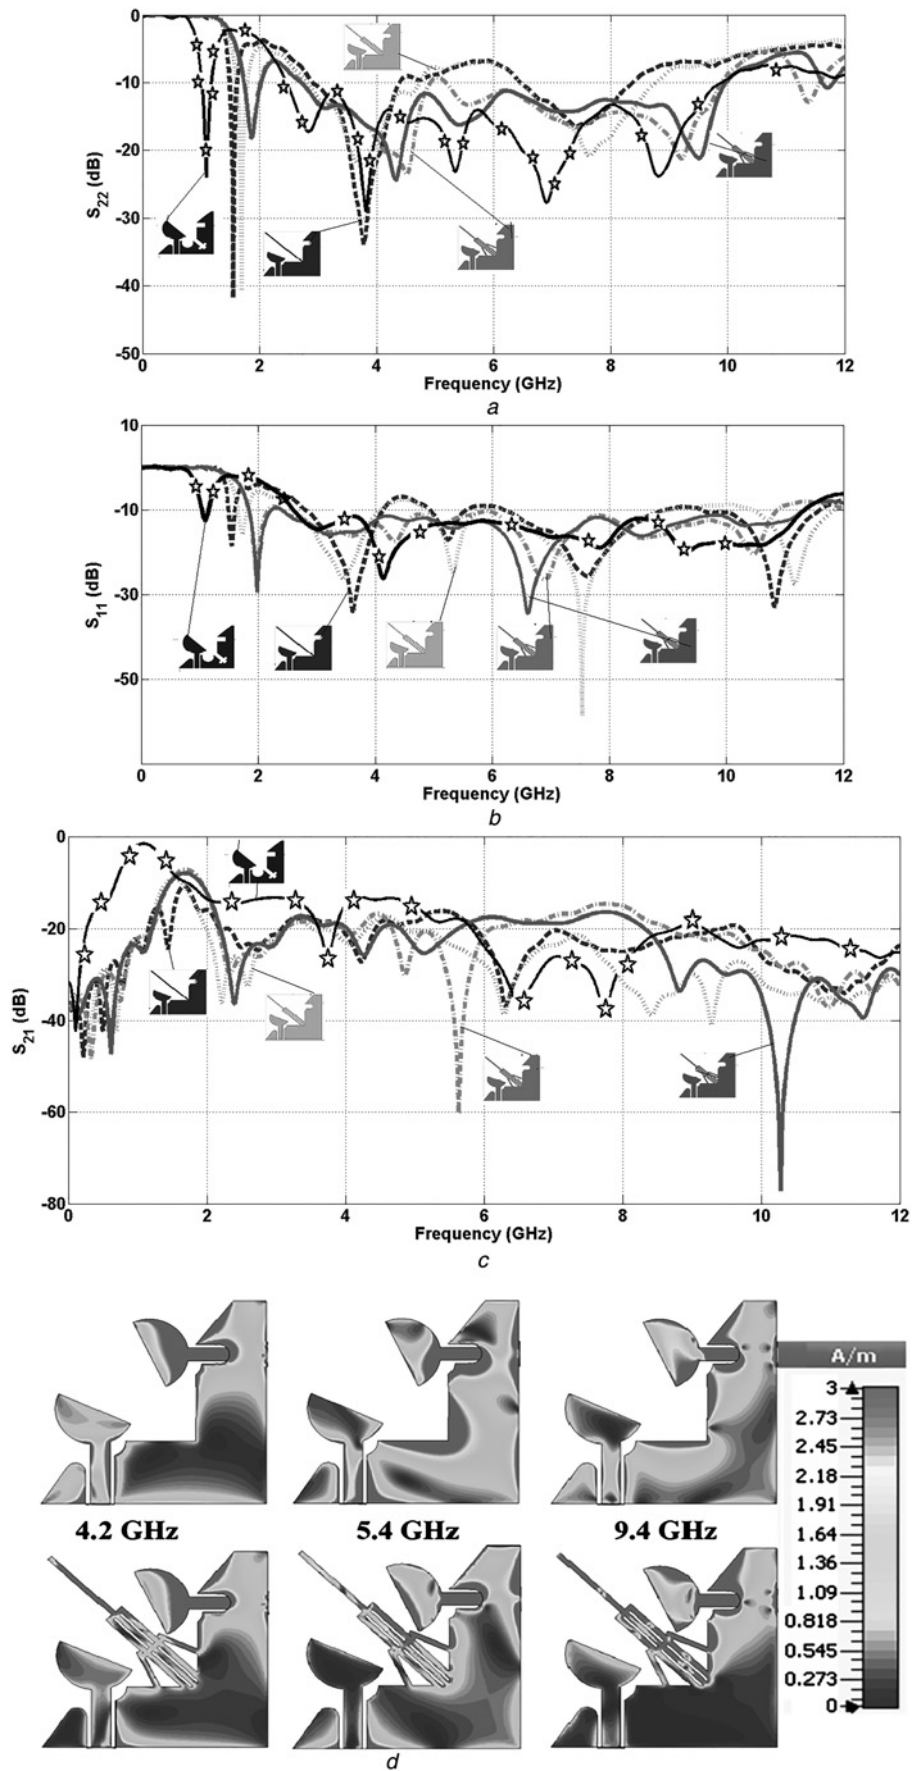 0
-10
-20
-30
-40
-50
S22 (dB)
0 2 4 6 8 10 12
Frequency (GHz)
a
10
0
-10
-30
-50
S11 (dB)
0 2 4 6 8 10 12
Frequency (GHz)
b
0
-20
-40
-60
-80
S21 (dB)
0 2 4 6 8 10 12
Frequency (GHz)
c
A/m
3
2.73
2.45
2.18
1.91
1.64
1.36
1.09
0.818
0.545
0.273
0
4.2 GHz 5.4 GHz 9.4 GHz
d